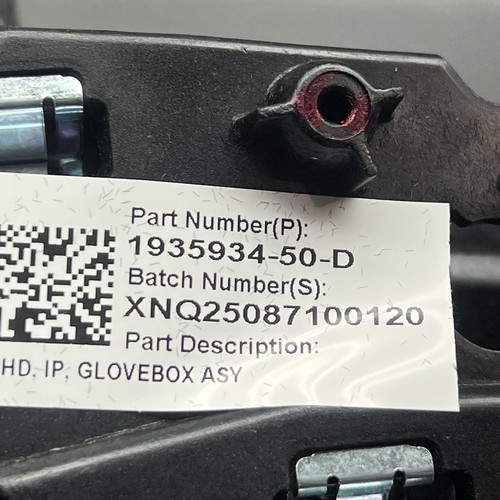 Part Number(P):
1935934-50-D
Batch Number(S):
XNQ25087100120
Part Description:
HD, IP, GLOVEBOX ASY